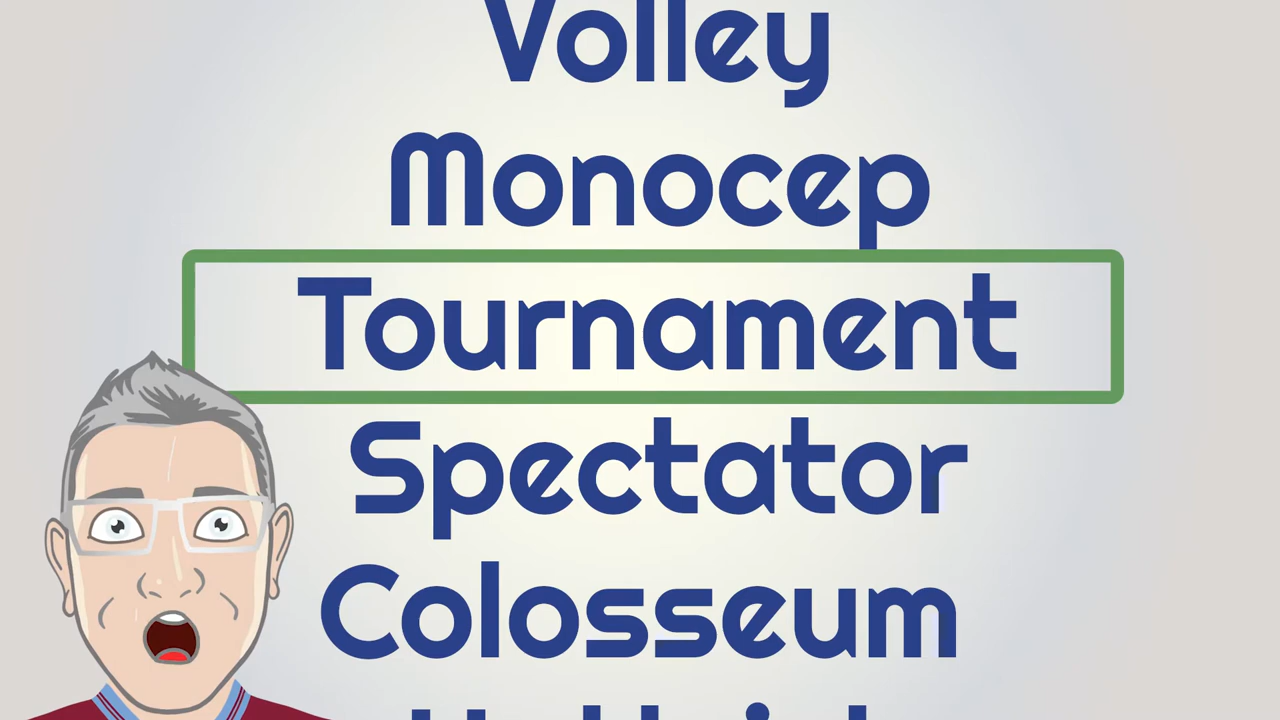 Volley
Monocep
Tournament
Spectator
Colosseum